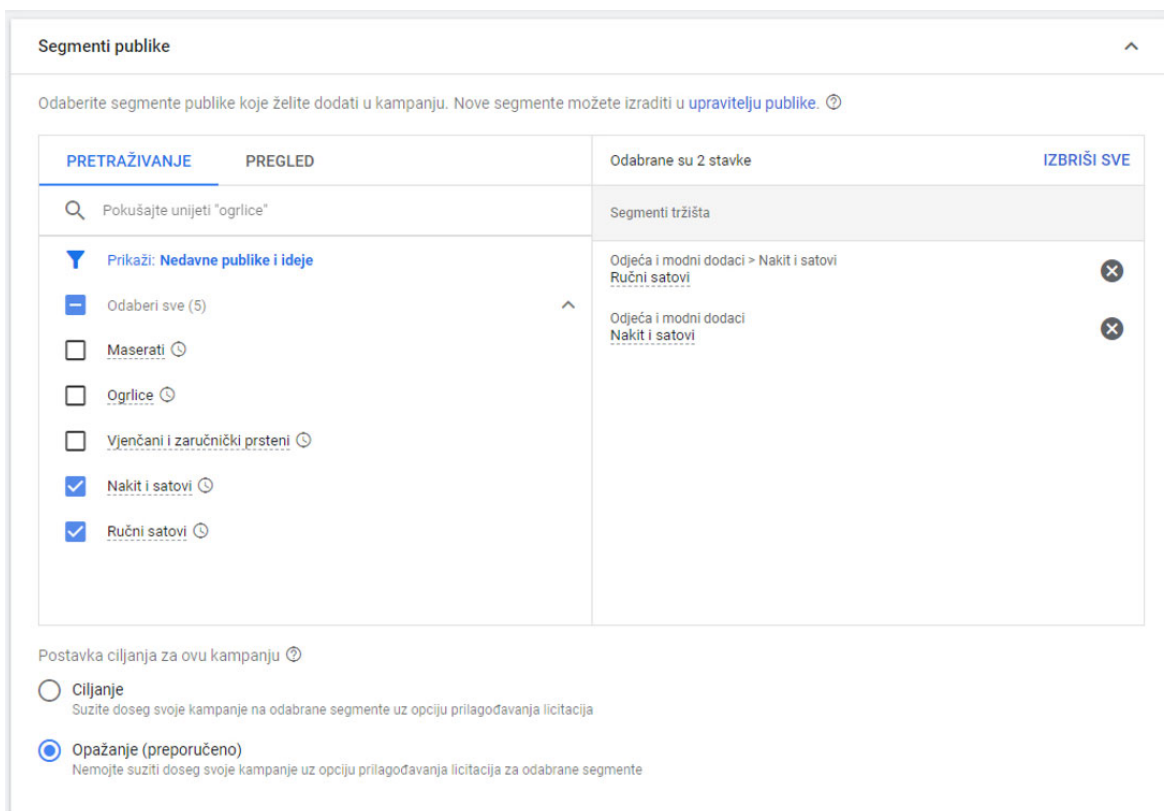 Segmenti publike
Odaberite segmente publike koje želite dodati u kampanju. Nove segmente možete izraditi u upravitelju publike.
PRETRAŽIVANJE PREGLED
Pokušajte unijeti "ogrlice"
Prikaži: Nedavne publike i ideje
Odaberi sve (5)
Maserati
Ogrlice
Vjenčani i zaručnički prsteni
Nakit i satovi
Ručni satovi
Odabrane su 2 stavke IZBRIŠI SVE
Segmenti tržišta
Odjeća i modni dodaci > Nakit i satovi
Ručni satovi
Odjeća i modni dodaci
Nakit i satovi
Postavka ciljanja za ovu kampanju
Ciljanje
Suzite doseg svoje kampanje na odabrane segmente uz opciju prilagođavanja licitacija
Opažanje (preporučeno)
Nemojte suziti doseg svoje kampanje uz opciju prilagođavanja licitacija za odabrane segmente